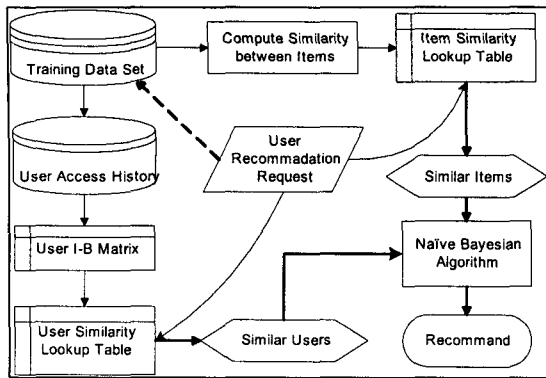 Training Data Set
Compute Similarity
between Items
Item Similarity
Lookup Table
User Access History
User
Recommadation
Request
Similar Items
User I-B Matrix
Naïve Bayesian
Algorithm
User Similarity
Lookup Table
Similar Users
Recommand